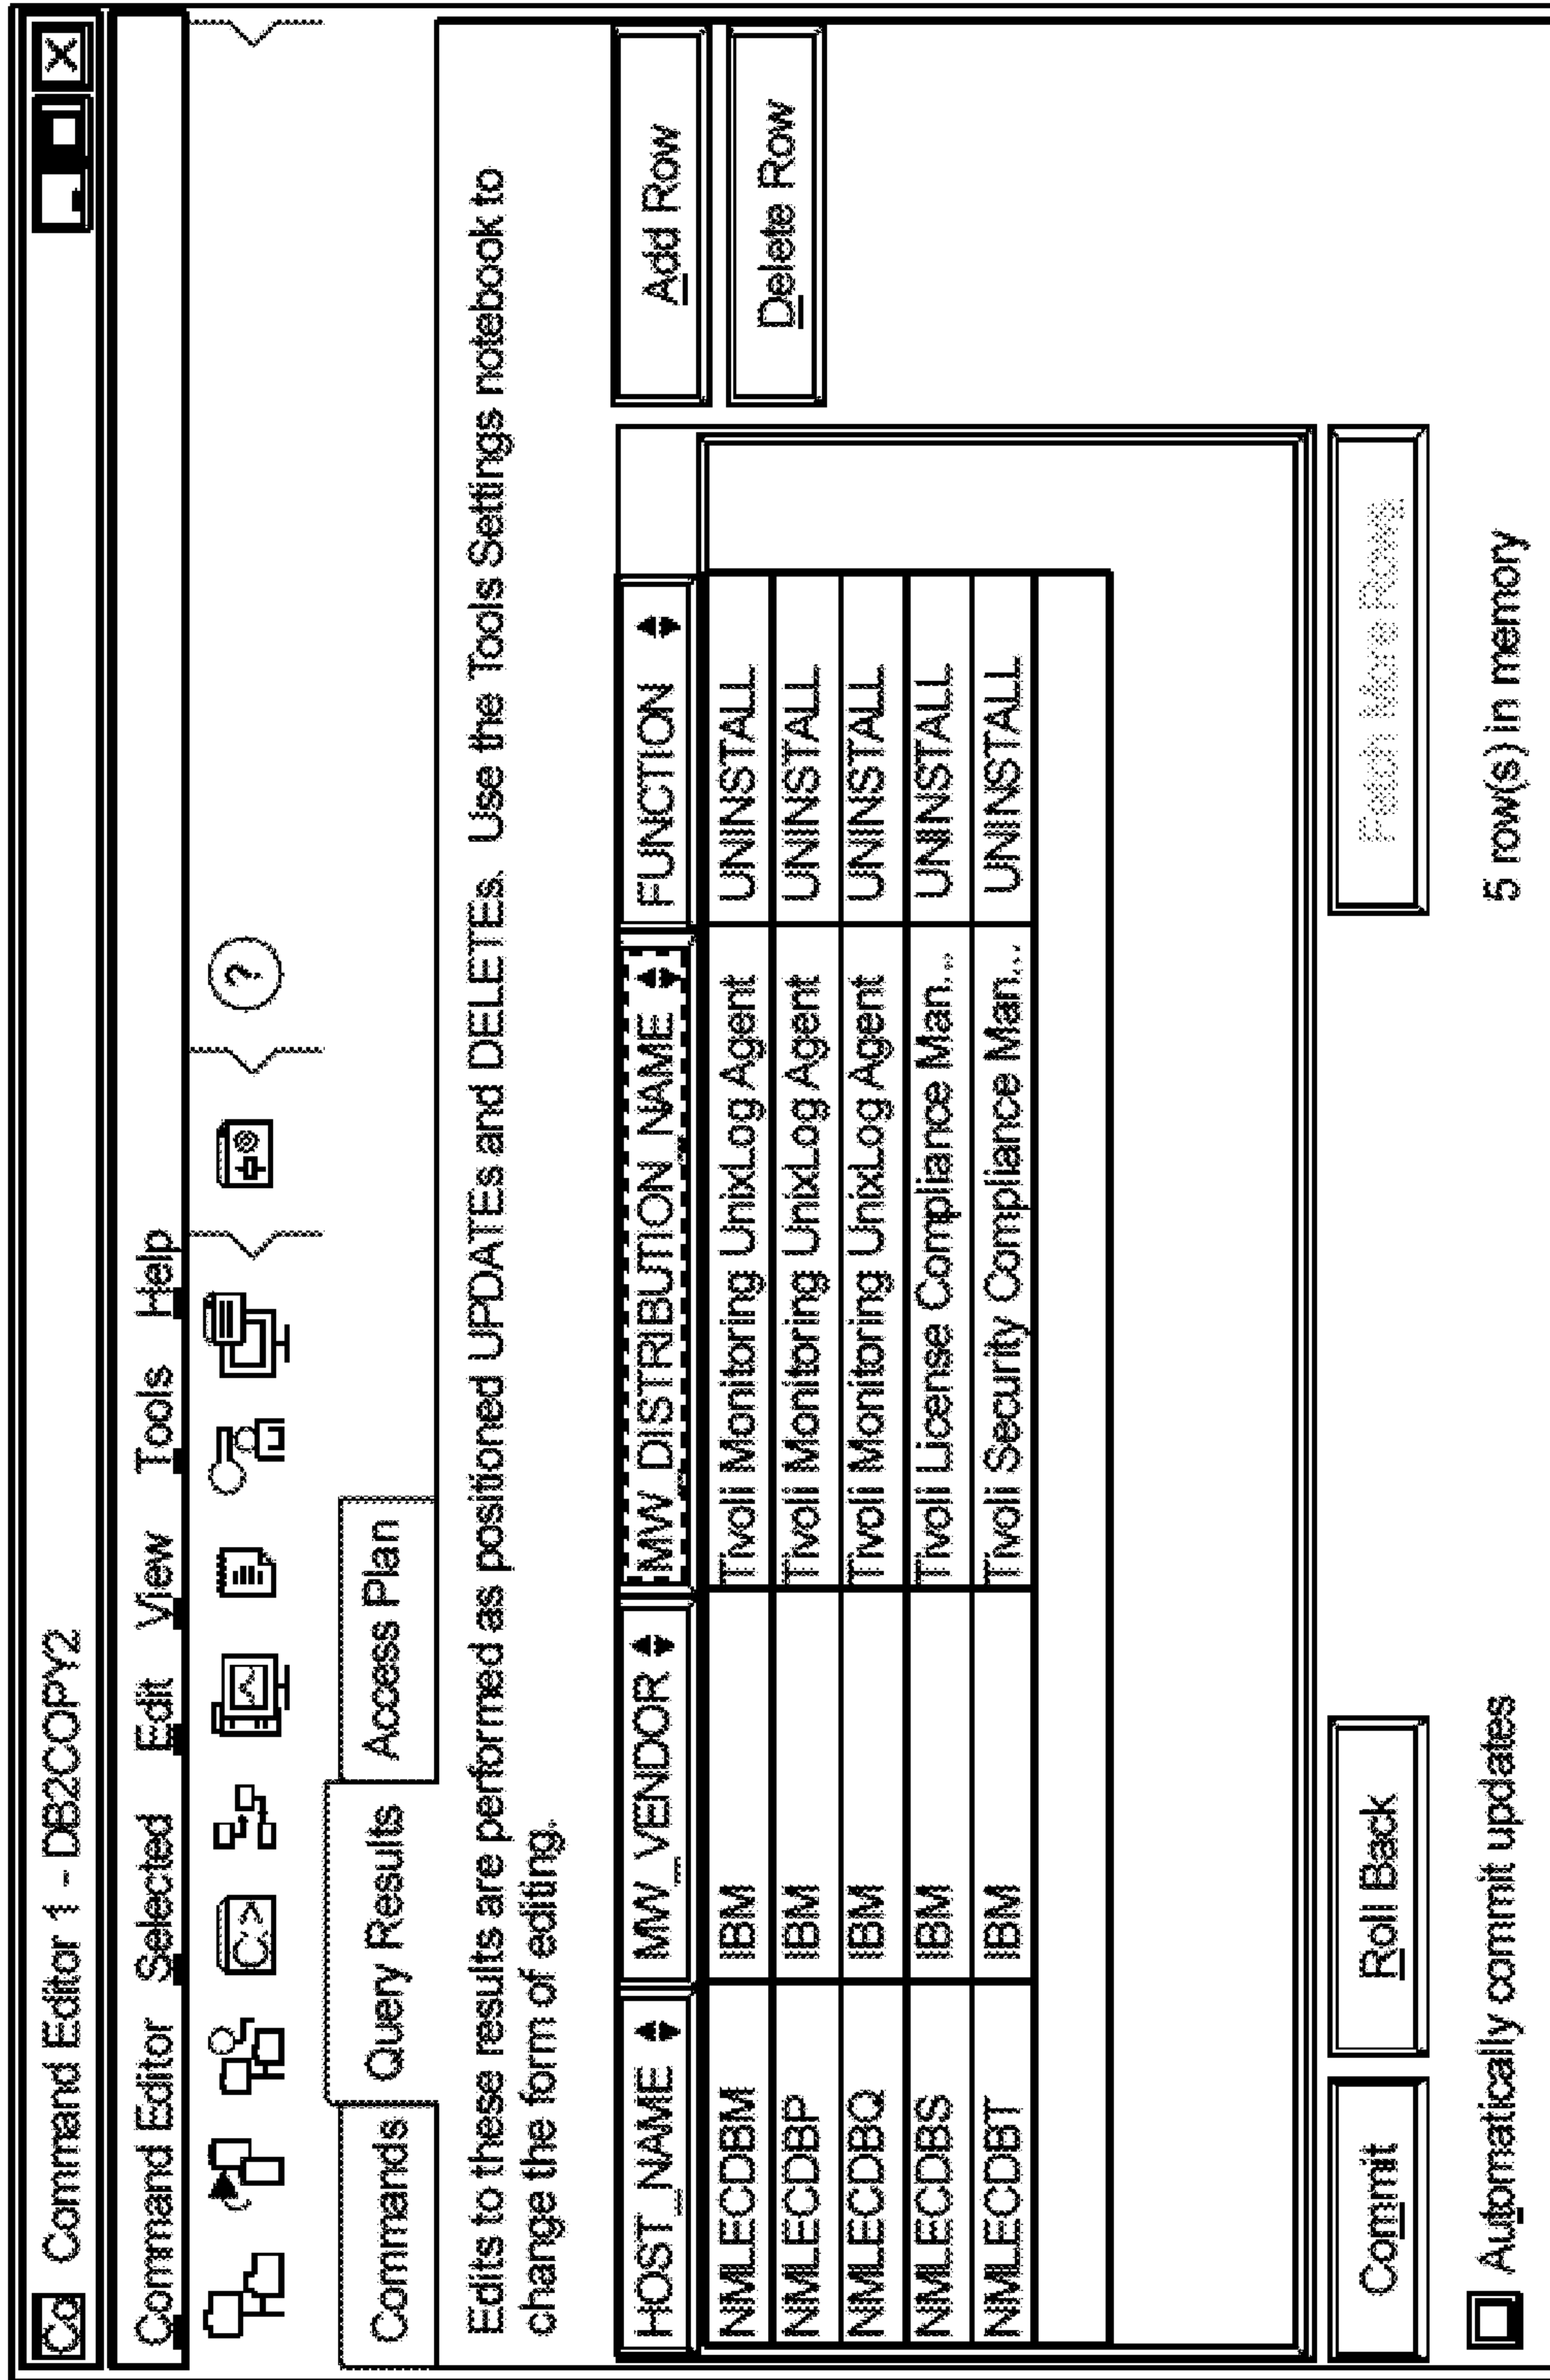 Co Command Editor 1 - DB2COPY2
Command Editor Selected Edit View Tools Help
C>
?
Commands Query Results Access Plan
Edits to these results are performed as positioned UPDATEs and DELETEs. Use the Tools Settings notebook to
change the form of editing.
HOST_NAME MW_VENDOR MW_DISTRIBUTION_NAME FUNCTION
NMLECDBM IBM Tivoli Monitoring UnixLog Agent UNINSTALL
NMLECDBP IBM Tivoli Monitoring UnixLog Agent UNINSTALL
NMLECDBQ IBM Tivoli Monitoring UnixLog Agent UNINSTALL
NMLECDBS IBM Tivoli License Compliance Man... UNINSTALL
NMLECDBT IBM Tivoli Security Compliance Man... UNINSTALL
Add Row
Delete Row
Commit Roll Back Fetch More Rows
Automatically commit updates 5 row(s) in memory